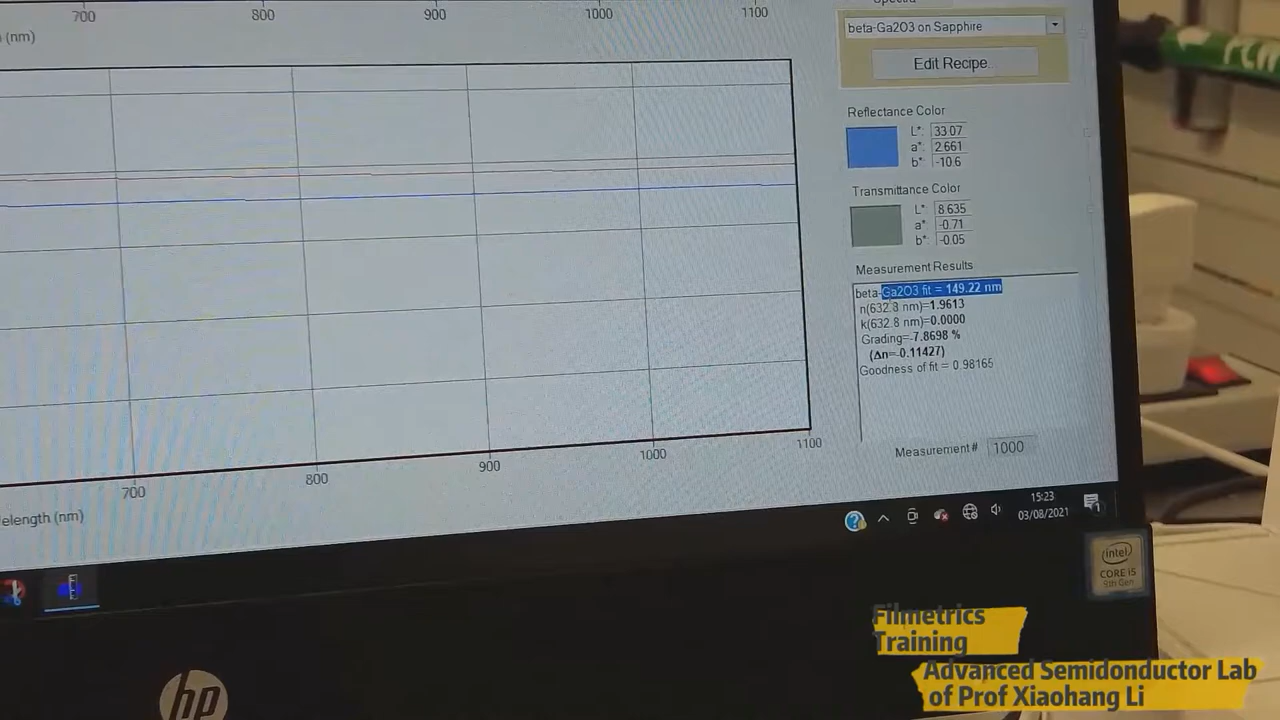 700 800 900 1000 1100
(nm)
beta-Ga2O3 on Sapphire
Edit Recipe.
Reflectance Color
L*: 33.07
a*: 2.661
b*: -10.6
Transmittance Color
L*: 8.635
a*: -0.71
b*: -0.05
Measurement Results
beta-Ga2O3 fit = 149.22 nm
n(632.8 nm)=1.9613
k(632.8 nm)=0.0000
Grading=-7.8698 %
(Δn=-0.11427)
Goodness of fit = 0.98165
Measurement# 1000
700 800 900 1000 1100
(nm)
15:23
03/08/2021
1
intel
CORE i5
9th Gen
hp
Filmetrics
Training
Advanced Semidonductor Lab
of Prof Xiaohang Li